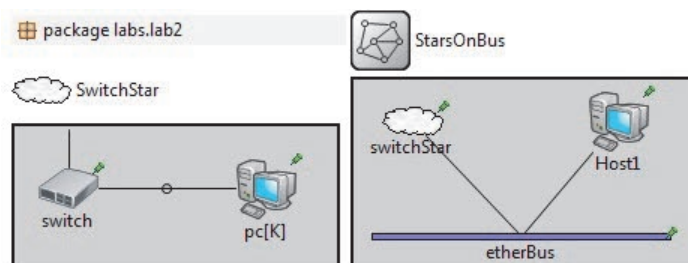 package labs.lab2
SwitchStar
switch
pc[K]
StarsOnBus
switchStar
Host1
etherBus